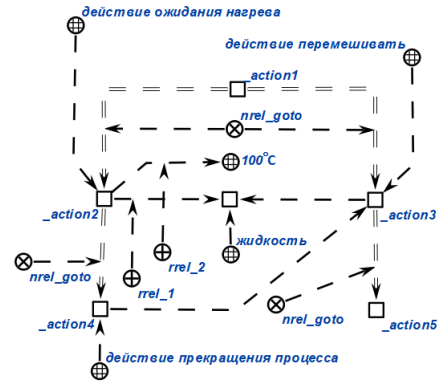 действие ожидания нагрева
действие перемешивать
_action1
nrel_goto
100°C
_action2
_action3
жидкость
rrel_2
nrel_goto
rrel_1
nrel_goto
_action4
_action5
действие прекращения процесса